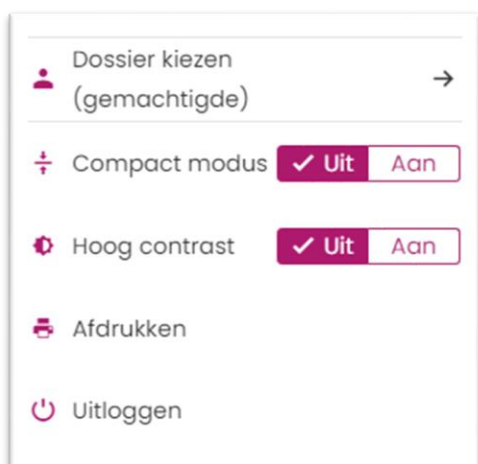 Dossier kiezen
(gemachtigde)
Compact modus Uit Aan
Hoog contrast Uit Aan
Afdrukken
Uitloggen